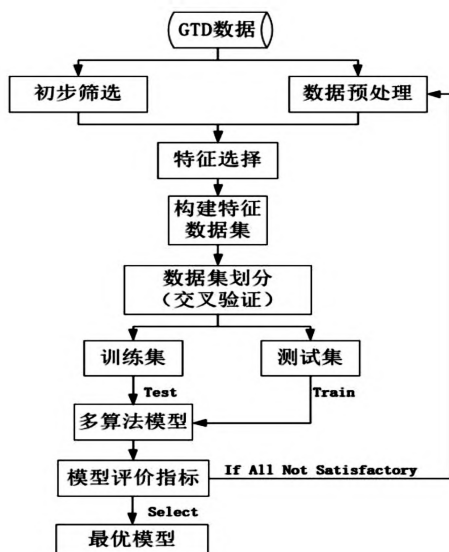 GTD数据
初步筛选
数据预处理
特征选择
构建特征
数据集
数据集划分
(交叉验证)
训练集
测试集
Test
Train
多算法模型
模型评价指标
If All Not Satisfactory
Select
最优模型